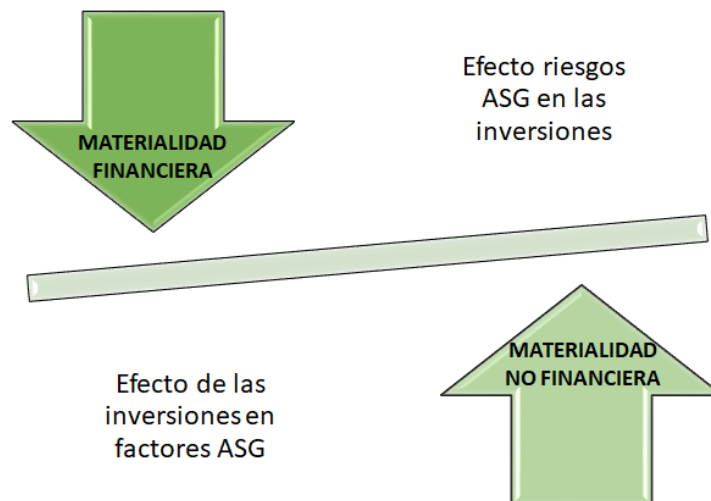 Efecto riesgos
ASG en las
inversiones
MATERIALIDAD
FINANCIERA
MATERIALIDAD
NO FINANCIERA
Efecto de las
inversiones en
factores ASG